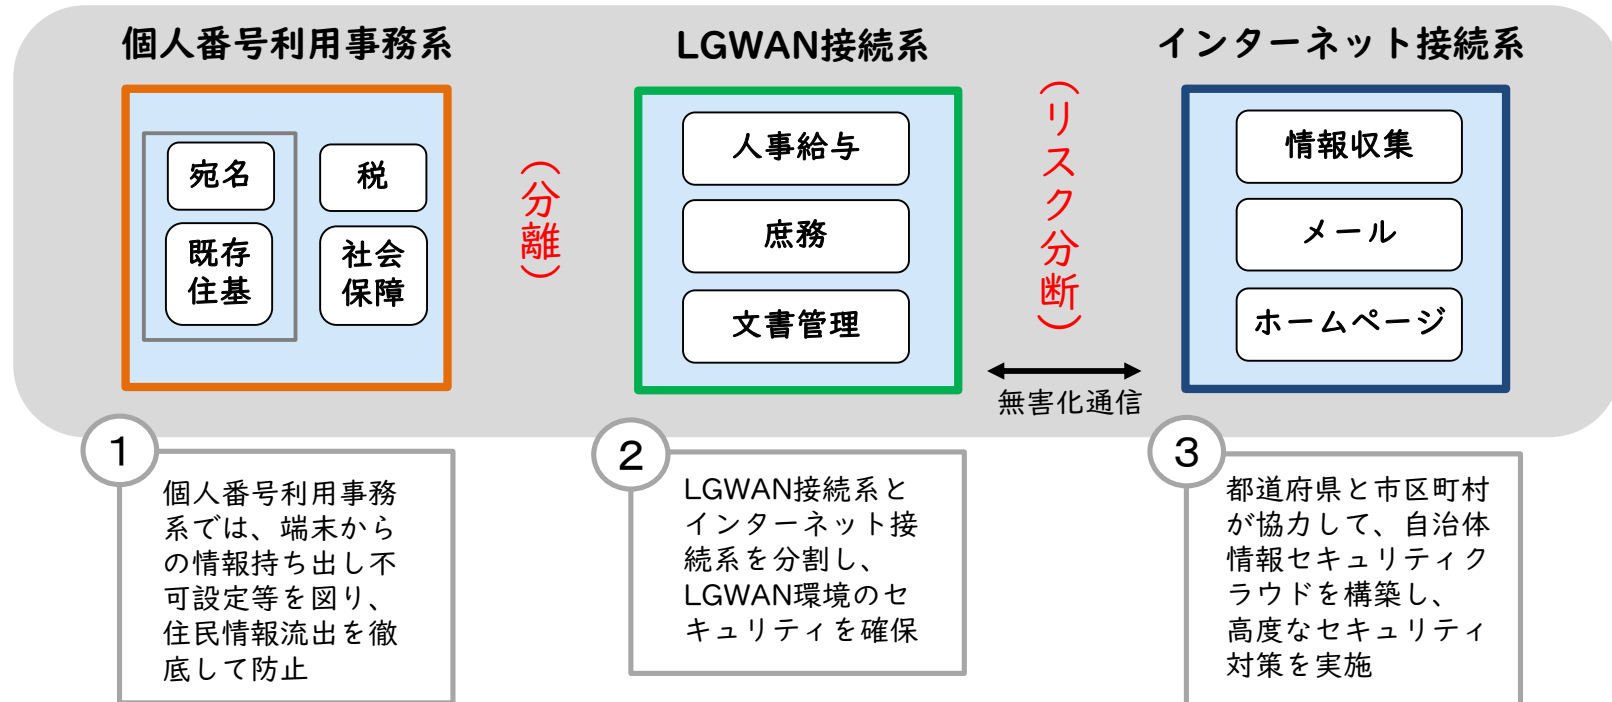 個人番号利用事務系
LGWAN接続系
インターネット接続系
宛名
税
既存
住基
社会
保障
(分離)
人事給与
庶務
文書管理
(リスク分断)
無害化通信
情報収集
メール
ホームページ
1
個人番号利用事務
系では、端末から
の情報持ち出し不
可設定等を図り、
住民情報流出を徹
底して防止
2
LGWAN接続系と
インターネット接
続系を分割し、
LGWAN環境のセ
キュリティを確保
3
都道府県と市区町村
が協力して、自治体
情報セキュリティク
ラウドを構築し、
高度なセキュリティ
対策を実施